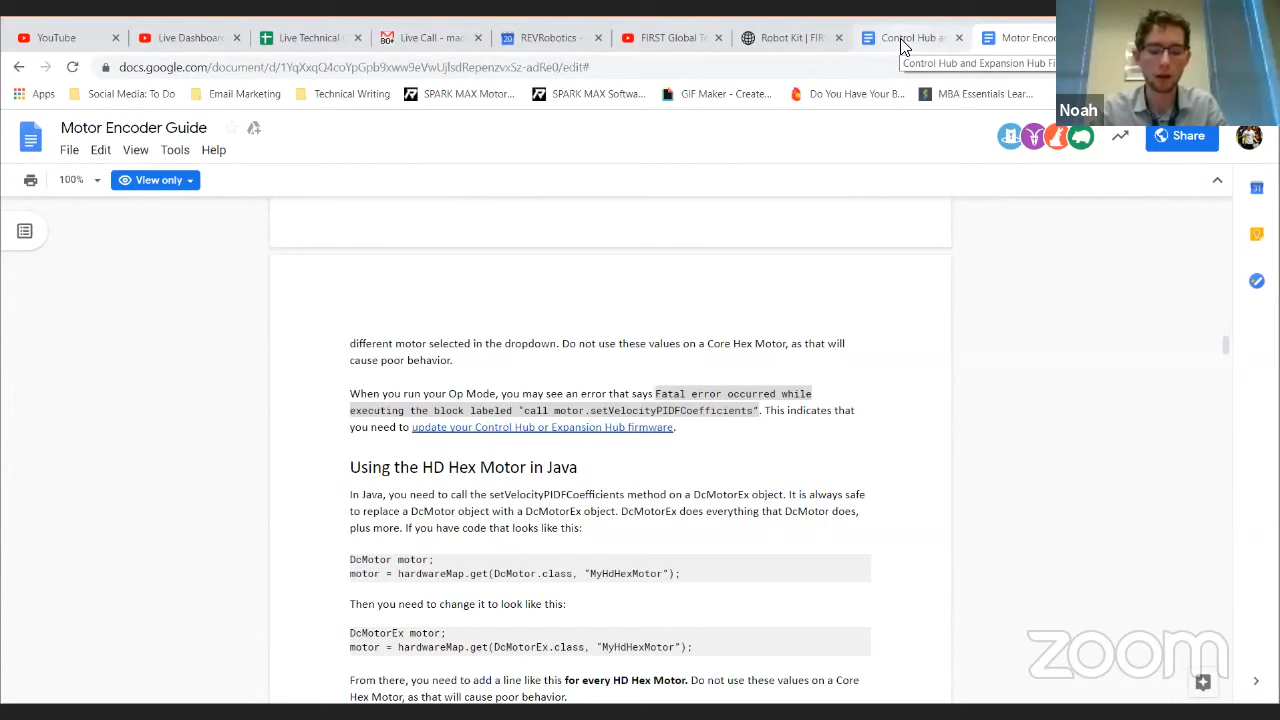 YouTube
Live Dashboar
Live Technical
Live Call - mac
REVRobotics -
FIRST Global Te
Robot Kit | FIR
Control Hub a
Motor Enco
docs.google.com/document/d/
/edit#
Control Hub and Expansion Hub Fi
Apps
Social Media: To Do
Email Marketing
Technical Writing
SPARK MAX Motor...
SPARK MAX Softwa...
GIF Maker - Create...
Do You Have Your B...
MBA Essentials Lear...
Noah
Motor Encoder Guide
File Edit View Tools Help
Share
100%
View only
different motor selected in the dropdown. Do not use these values on a Core Hex Motor, as that will
cause poor behavior.
When you run your Op Mode, you may see an error that says Fatal error occurred while
executing the block labeled "call motor.setVelocityPIDFCoefficients". This indicates that
you need to update your Control Hub or Expansion Hub firmware.
Using the HD Hex Motor in Java
In Java, you need to call the setVelocityPIDFCoefficients method on a DcMotorEx object. It is always safe
to replace a DcMotor object with a DcMotorEx object. DcMotorEx does everything that DcMotor does,
plus more. If you have code that looks like this:
DcMotor motor;
motor = hardwareMap.get(DcMotor.class, "MyHdHexMotor");
Then you need to change it to look like this:
DcMotorEx motor;
motor = hardwareMap.get(DcMotorEx.class, "MyHdHexMotor");
From there, you need to add a line like this for every HD Hex Motor. Do not use these values on a Core
Hex Motor, as that will cause poor behavior.
zoom